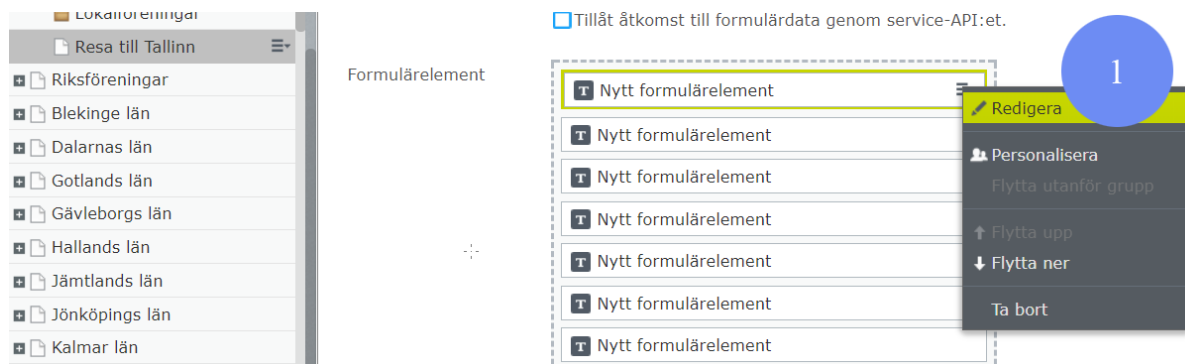 Lokalföreningar
Resa till Tallinn
Riksföreningar
Blekinge län
Dalarnas län
Gotlands län
Gävleborgs län
Hallands län
Jämtlands län
Jönköpings län
Kalmar län
Tillåt åtkomst till formulärdata genom service-API:et.
Formulärelement
T Nytt formulärelement
T Nytt formulärelement
T Nytt formulärelement
T Nytt formulärelement
T Nytt formulärelement
T Nytt formulärelement
T Nytt formulärelement
1
Redigera
Personalisera
Flytta utanför grupp
Flytta upp
Flytta ner
Ta bort